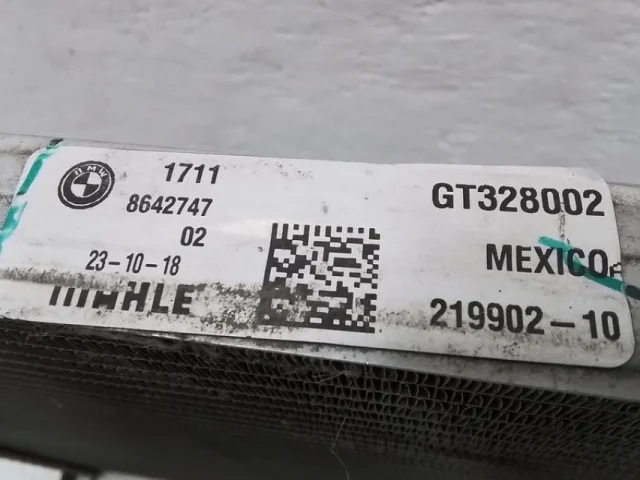 BMW
1711
8642747
02
23-10-18
MAHLE
GT328002
MEXICO
219902-10